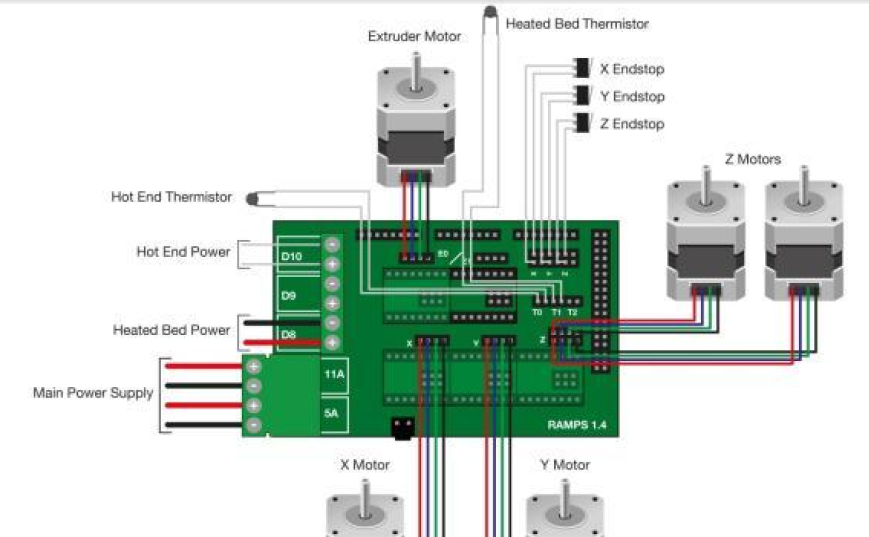 Heated Bed Thermistor
Extruder Motor
X Endstop
Y Endstop
Z Endstop
Z Motors
Hot End Thermistor
Hot End Power
D10
E0
E1
X
Y
Z
D9
T0 T1 T2
Heated Bed Power
D8
X
Y
Z
Main Power Supply
11A
5A
RAMPS 1.4
X Motor
Y Motor